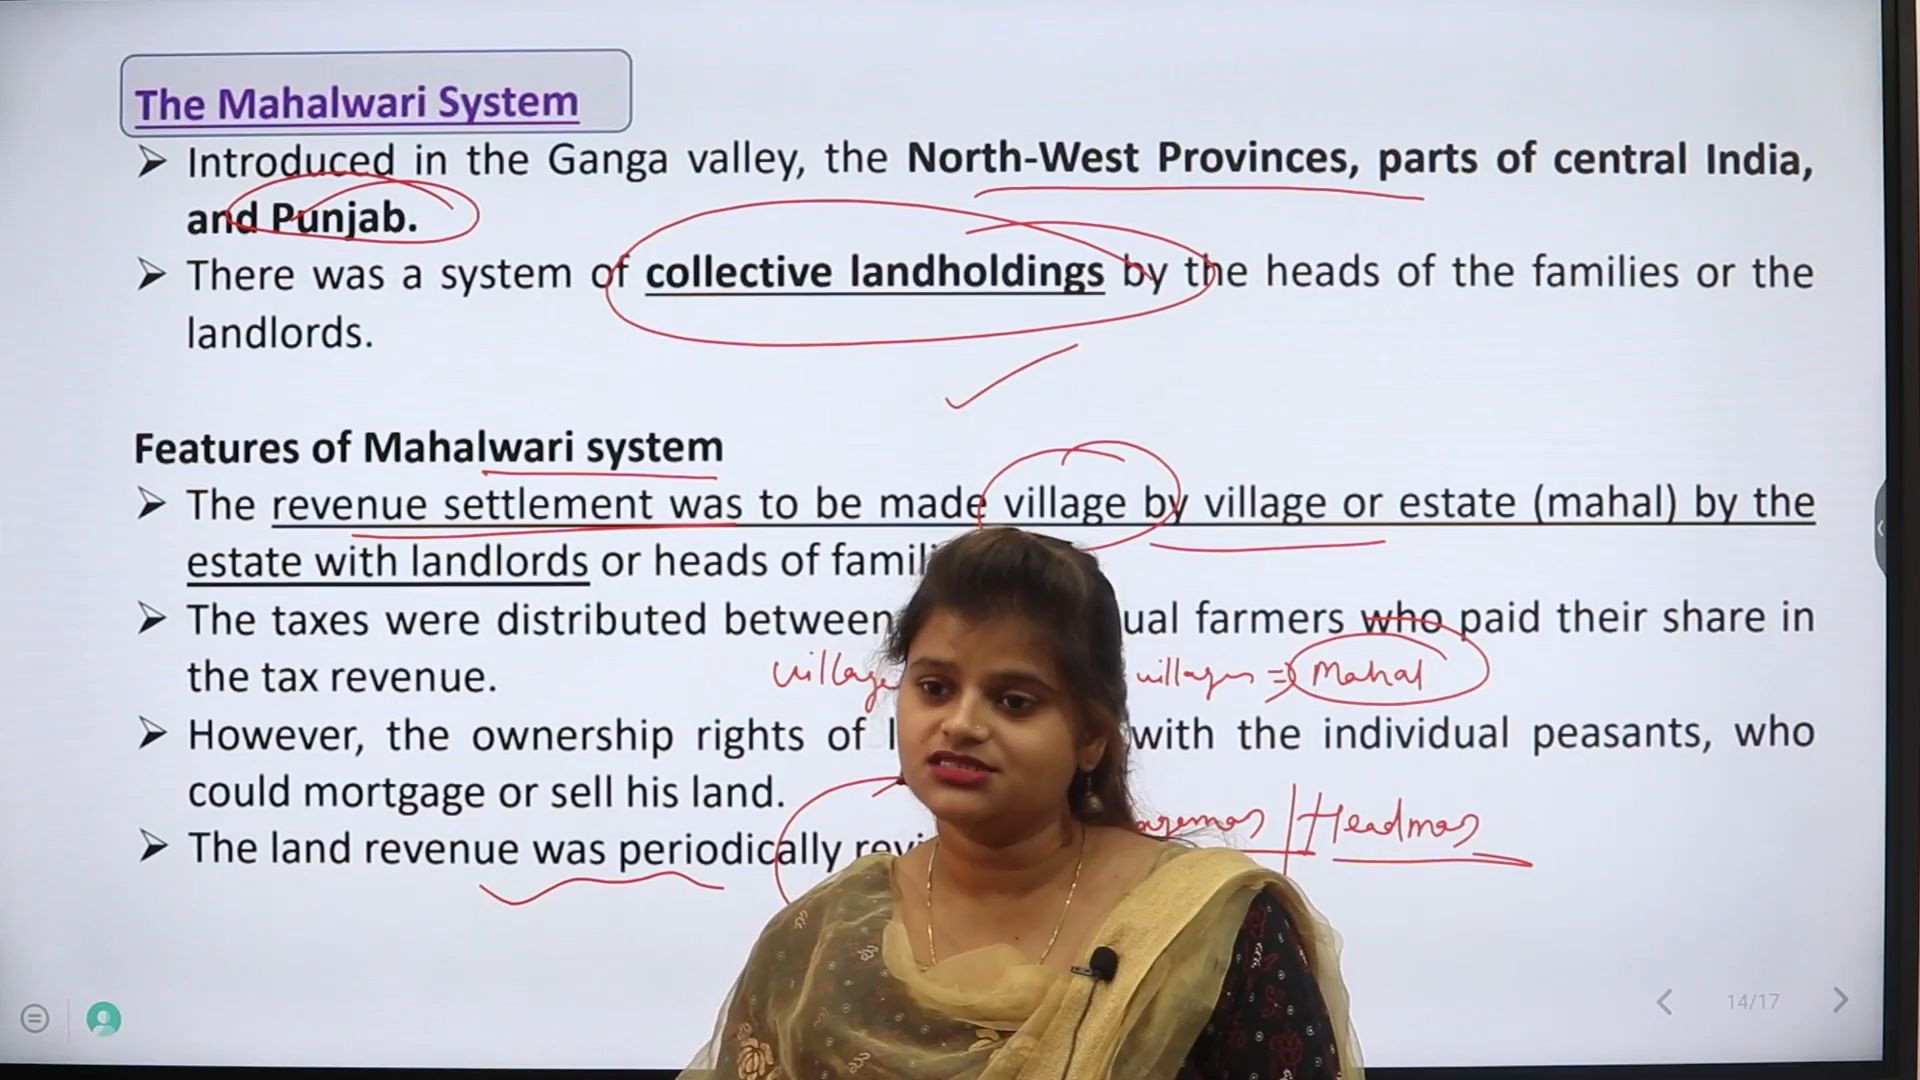 The Mahalwari System
➢ Introduced in the Ganga valley, the North-West Provinces, parts of central India,
and Punjab.
➢ There was a system of collective landholdings by the heads of the families or the
landlords.
Features of Mahalwari system
➢ The revenue settlement was to be made village by village or estate (mahal) by the
estate with landlords or heads of famili
➢ The taxes were distributed between ual farmers who paid their share in
the tax revenue.
village villages ⇒ Mahal
➢ However, the ownership rights of l with the individual peasants, who
could mortgage or sell his land.
Headman
➢ The land revenue was periodically revi
14/17